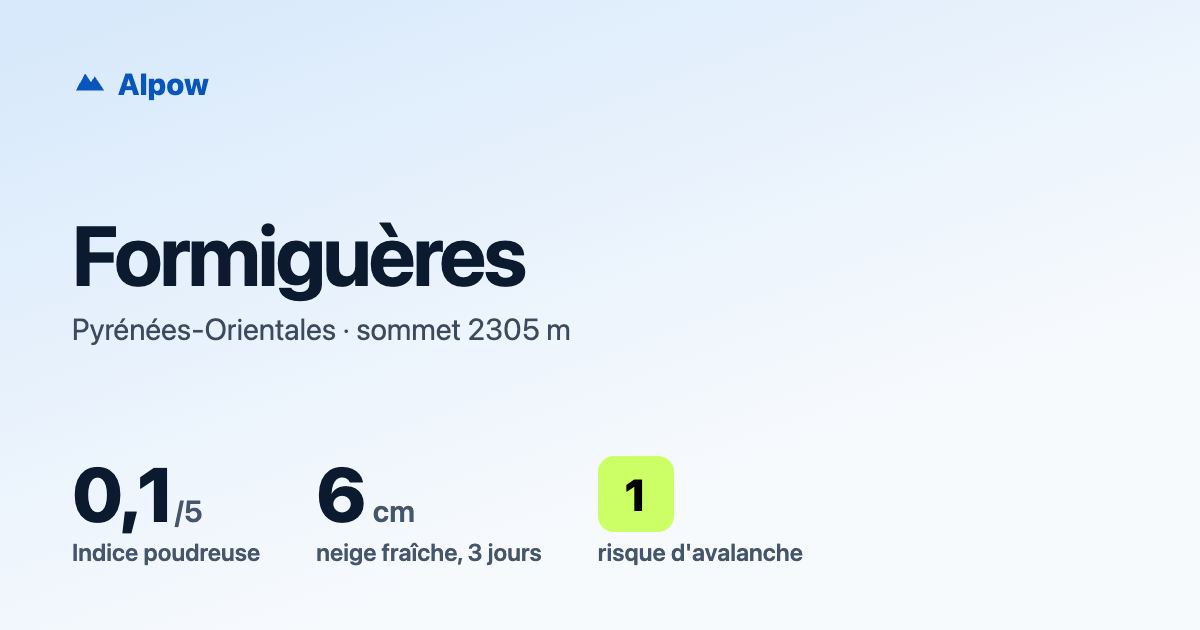 Alpow
Formiguères
Pyrénées-Orientales · sommet 2305 m
0,1/5
Indice poudreuse
6 cm
neige fraîche, 3 jours
1
risque d'avalanche